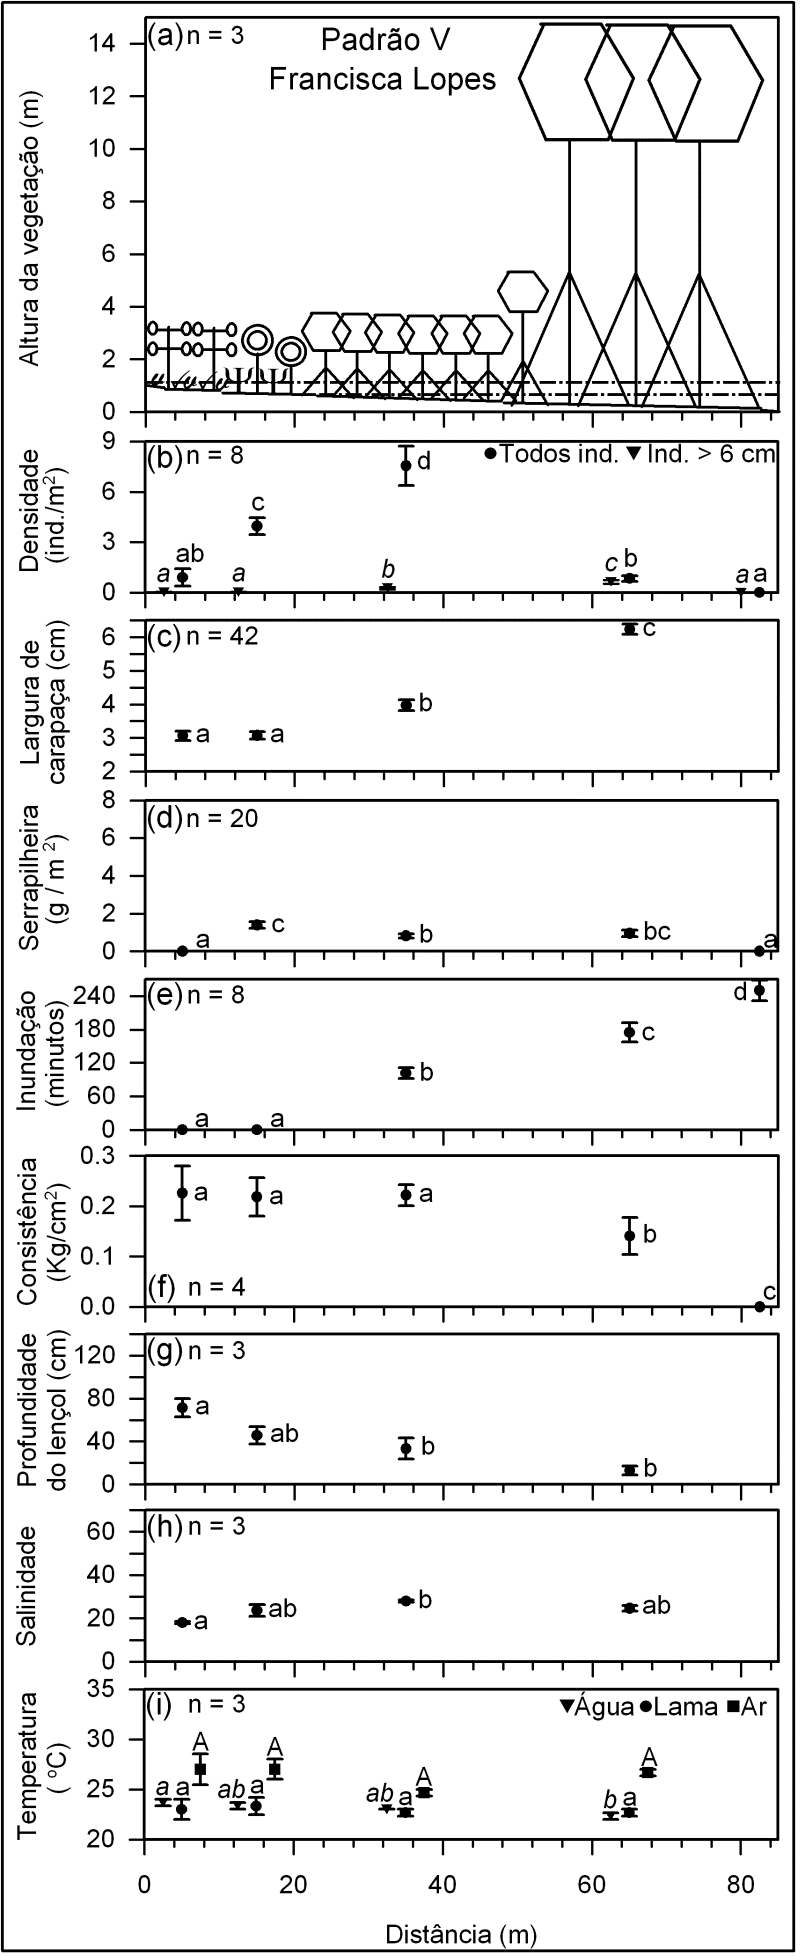 (a) n = 3
Padrão V
Francisca Lopes
Altura da vegetação (m)
14
12
10
8
6
4
2
0
(b) n = 8
Todos ind. Ind. > 6 cm
Densidade
(ind./m²)
9
6
3
0
a ab a c b d c b a a
(c) n = 42
Largura de
carapaça (cm)
6
5
4
3
2
a a b c
(d) n = 20
Serrapilheira
(g / m ²)
8
6
4
2
0
a c b bc a
(e) n = 8
Inundação
(minutos)
240
180
120
60
0
a a b c d
Consistência
(Kg/cm²)
0.3
0.2
0.1
0.0
a a a b c
(f) n = 4
(g) n = 3
Profundidade
do lençol (cm)
120
80
40
0
a ab b b
(h) n = 3
Salinidade
60
40
20
0
a ab b ab
(i) n = 3
Água Lama Ar
Temperatura
( ºC)
35
30
25
20
a a A ab a A ab a A b a A
0 20 40 60 80
Distância (m)